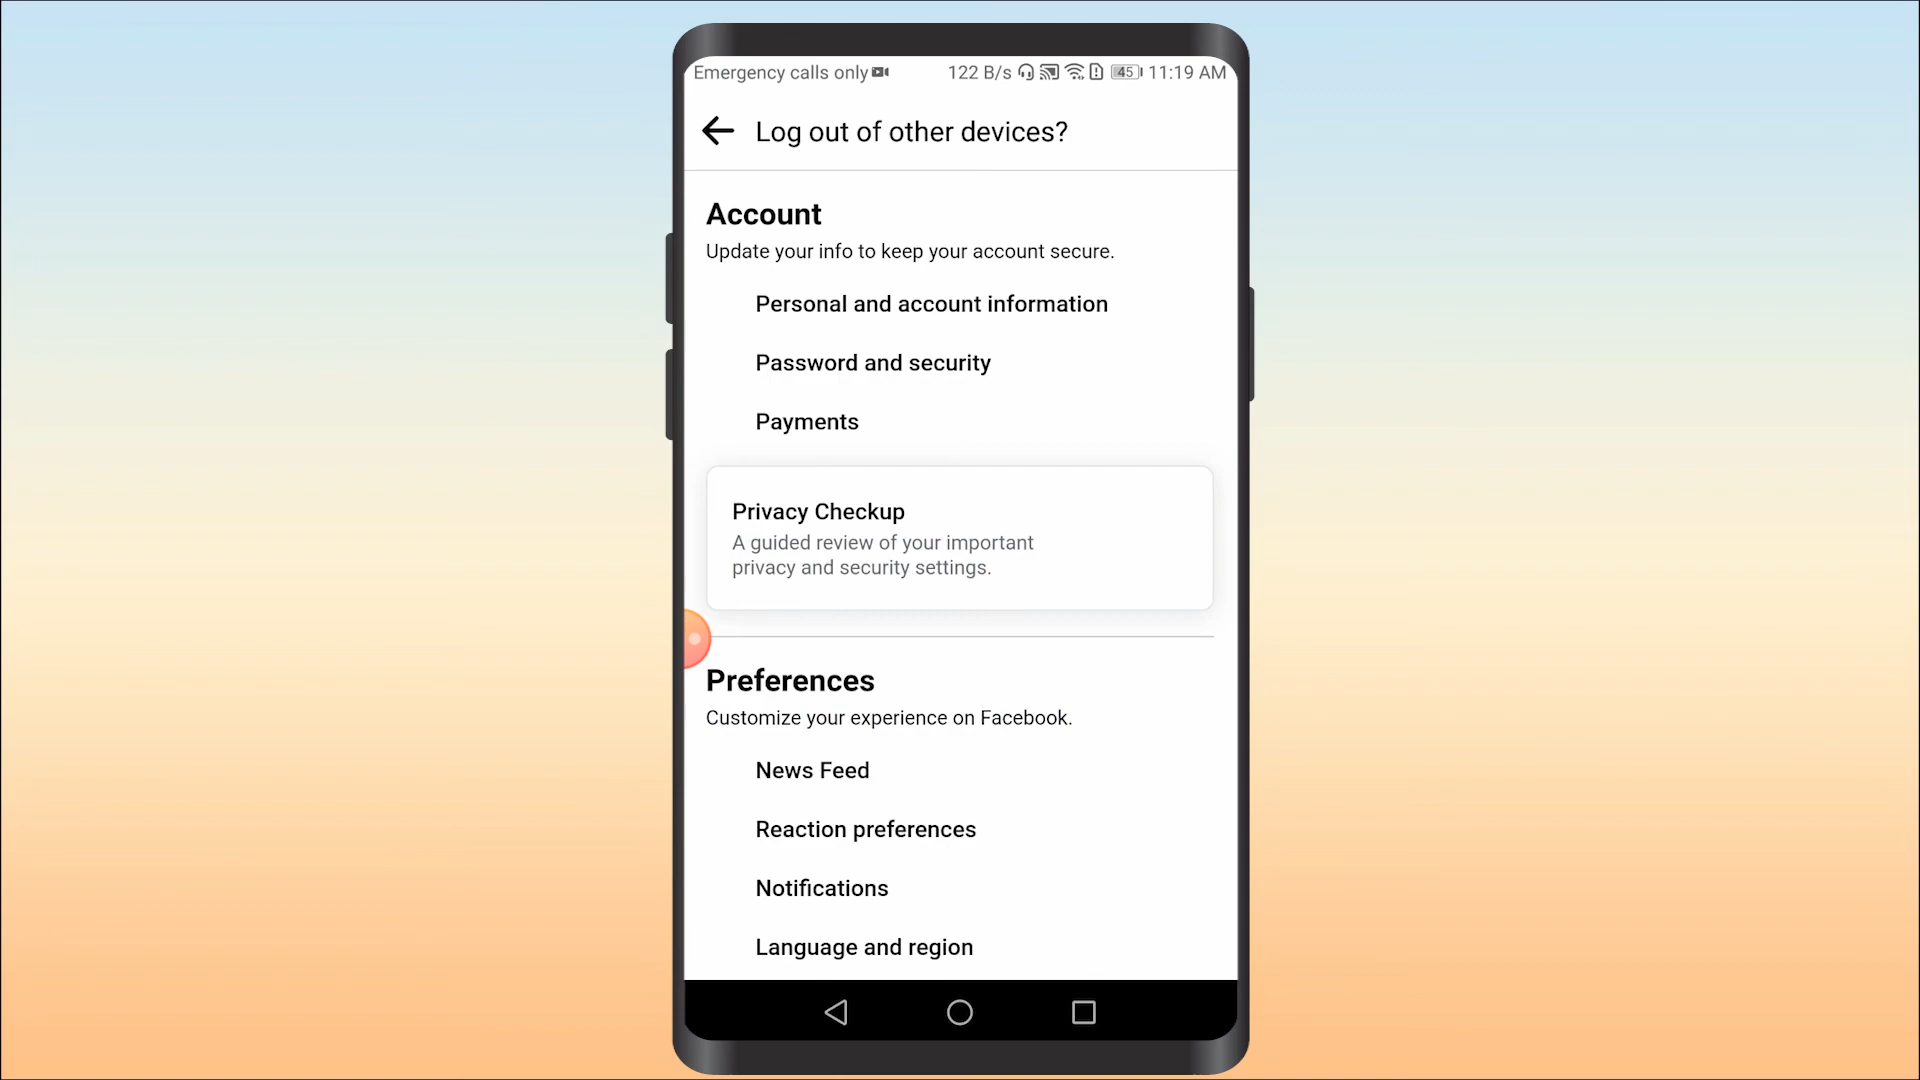 Emergency calls only 122 B/s 45 11:19 AM
Log out of other devices?
Account
Update your info to keep your account secure.
Personal and account information
Password and security
Payments
Privacy Checkup
A guided review of your important
privacy and security settings.
Preferences
Customize your experience on Facebook.
News Feed
Reaction preferences
Notifications
Language and region